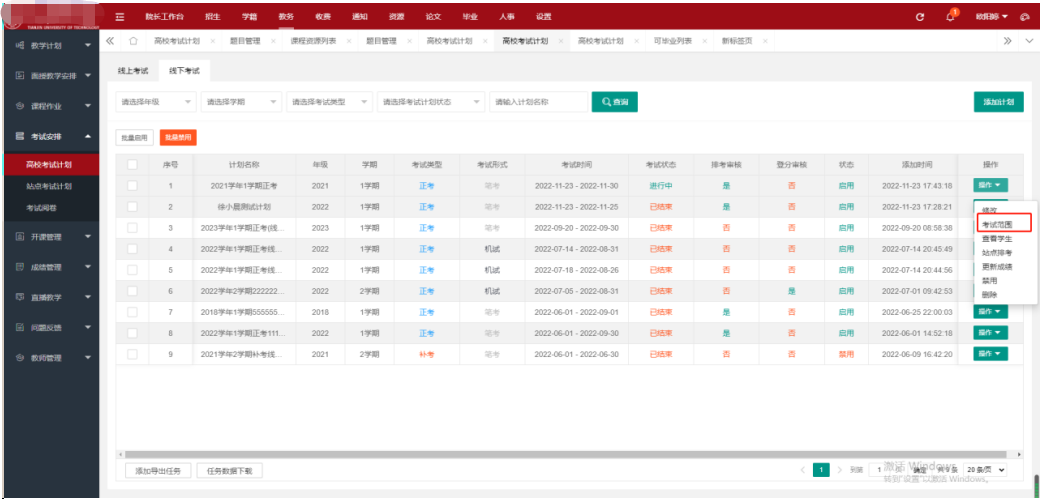 TIANJIN UNIVERSITY OF TECHNOLOGY
院长工作台 招生 学籍 教务 收费 通知 资源 论文 毕业 人事 设置
1
教学计划
面授教学安排
课程作业
考试安排
高校考试计划
站点考试计划
考试阅卷
开课管理
成绩管理
直播教学
问题反馈
教师管理
高校考试计划 × 题目管理 × 课程资源列表 × 题目管理 × 高校考试计划 × 高校考试计划 × 高校考试计划 × 可毕业列表 × 新标签页 ×
线上考试 线下考试
请选择年级 请选择学期 请选择考试类型 请选择考试计划状态 请输入计划名称 查询 添加计划
批量启用 批量禁用
序号 计划名称 年级 学期 考试类型 考试形式 考试时间 考试状态 排考审核 登分审核 状态 添加时间 操作
1 2021学年1学期正考 2021 1学期 正考 笔考 2022-11-23 - 2022-11-30 进行中 是 否 启用 2022-11-23 17:43:18 操作
2 徐小晨测试计划 2022 1学期 正考 笔考 2022-11-23 - 2022-11-25 已结束 是 否 启用 2022-11-23 17:28:21
3 2023学年1学期正考(线... 2023 1学期 正考 笔考 2022-09-20 - 2022-09-30 已结束 否 否 启用 2022-09-20 08:58:38
4 2022学年1学期正考线... 2022 1学期 正考 机试 2022-07-14 - 2022-08-31 已结束 否 否 启用 2022-07-14 20:45:49
5 2022学年1学期正考线... 2022 1学期 正考 机试 2022-07-18 - 2022-08-26 已结束 否 否 启用 2022-07-14 20:44:56
6 2022学年2学期222222... 2022 2学期 正考 机试 2022-07-05 - 2022-08-31 已结束 否 是 启用 2022-07-01 09:42:53
7 2018学年1学期555555... 2018 1学期 正考 笔考 2022-06-01 - 2022-09-01 已结束 是 否 启用 2022-06-25 22:00:03 操作
8 2022学年1学期正考111... 2022 1学期 正考 笔考 2022-06-01 - 2022-09-30 已结束 是 否 启用 2022-06-01 14:52:18 操作
9 2021学年2学期补考线... 2021 2学期 补考 笔考 2022-06-01 - 2022-06-30 已结束 否 否 禁用 2022-06-09 16:42:20 操作
修改
考试范围
查看学生
站点排考
更新成绩
禁用
删除
添加导出任务 任务数据下载
1 到第 1 页 确定 共 9 条 20 条/页
激活 Windows
转到"设置"以激活 Windows。